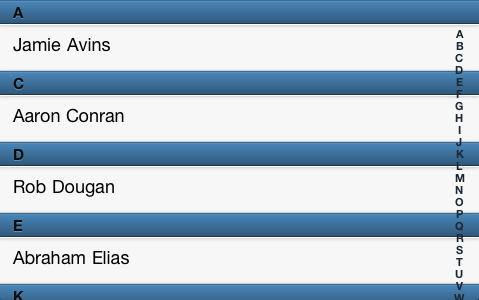 A
Jamie Avins
C
Aaron Conran
D
Rob Dougan
E
Abraham Elias
K
A
B
C
D
E
F
G
H
I
J
K
L
M
N
O
P
Q
R
S
T
U
V
W